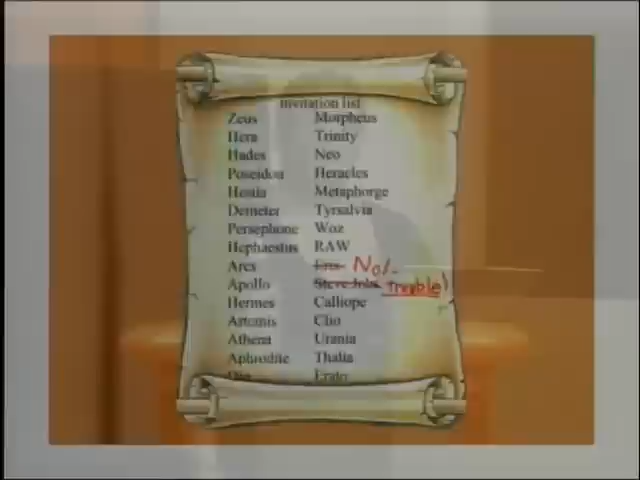 invitation list
Zeus Morpheus
Hera Trinity
Hades Neo
Poseidon Heracles
Hestia Metaphorge
Demeter Tyrsalvia
Persephone Woz
Hephaestus RAW
Ares Eris No!-
Apollo Steve Jobs Trouble!
Hermes Calliope
Artemis Clio
Athena Urania
Aphrodite Thalia
Erato